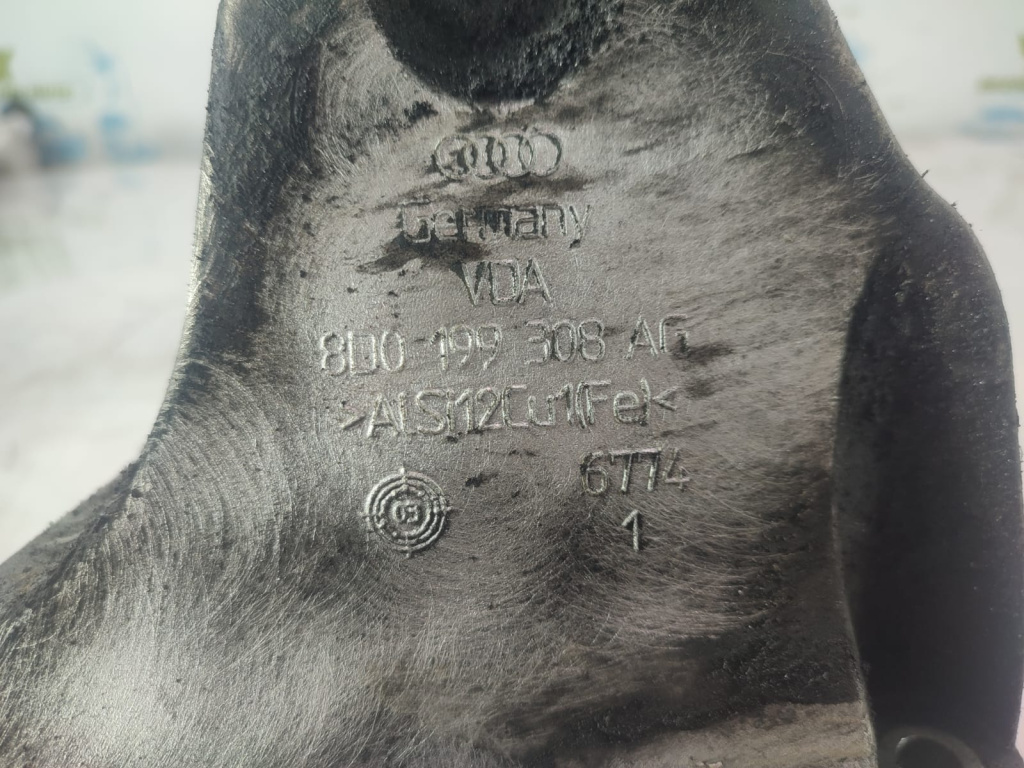 Germany
VDA
8D0 199 308 AG
>ALSi12Cu1(Fe)<
6774
1